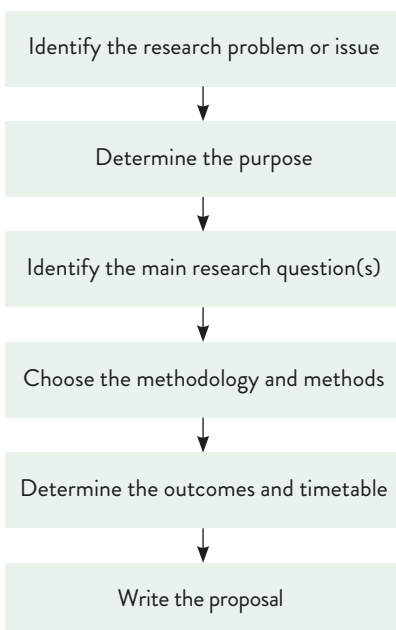 Identify the research problem or issue
Determine the purpose
Identify the main research question(s)
Choose the methodology and methods
Determine the outcomes and timetable
Write the proposal